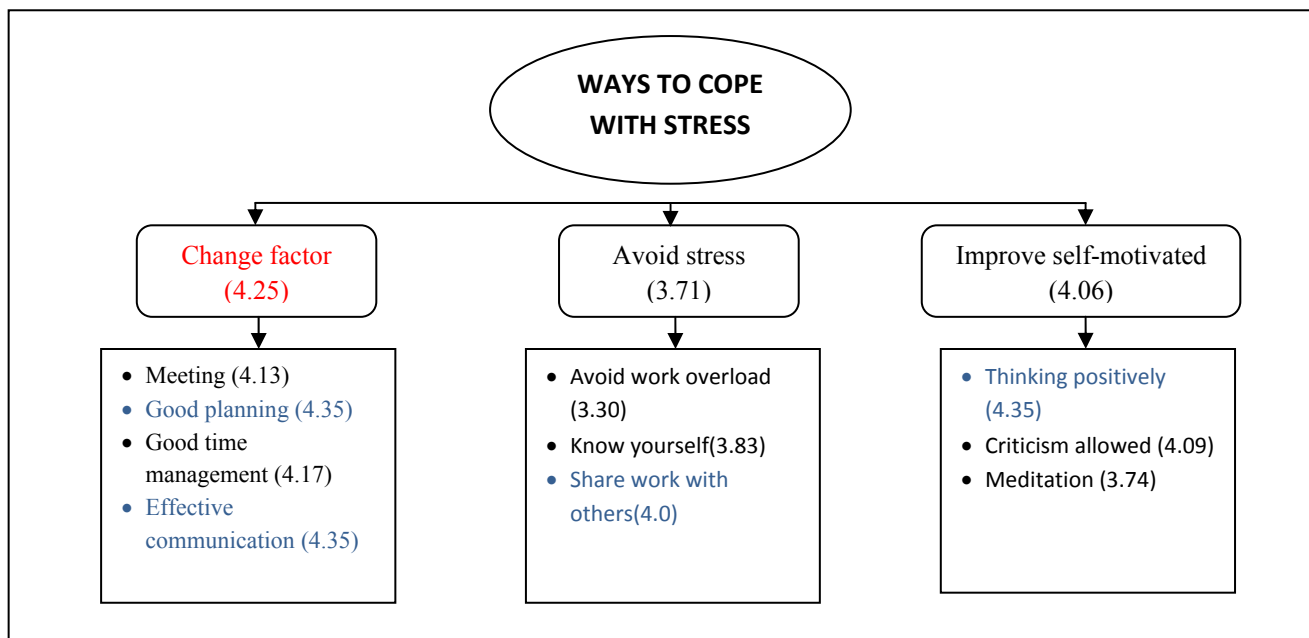 WAYS TO COPE
WITH STRESS
Change factor
(4.25)
Avoid stress
(3.71)
Improve self-motivated
(4.06)
• Meeting (4.13)
• Good planning (4.35)
• Good time
management (4.17)
• Effective
communication (4.35)
• Avoid work overload
(3.30)
• Know yourself(3.83)
• Share work with
others(4.0)
• Thinking positively
(4.35)
• Criticism allowed (4.09)
• Meditation (3.74)